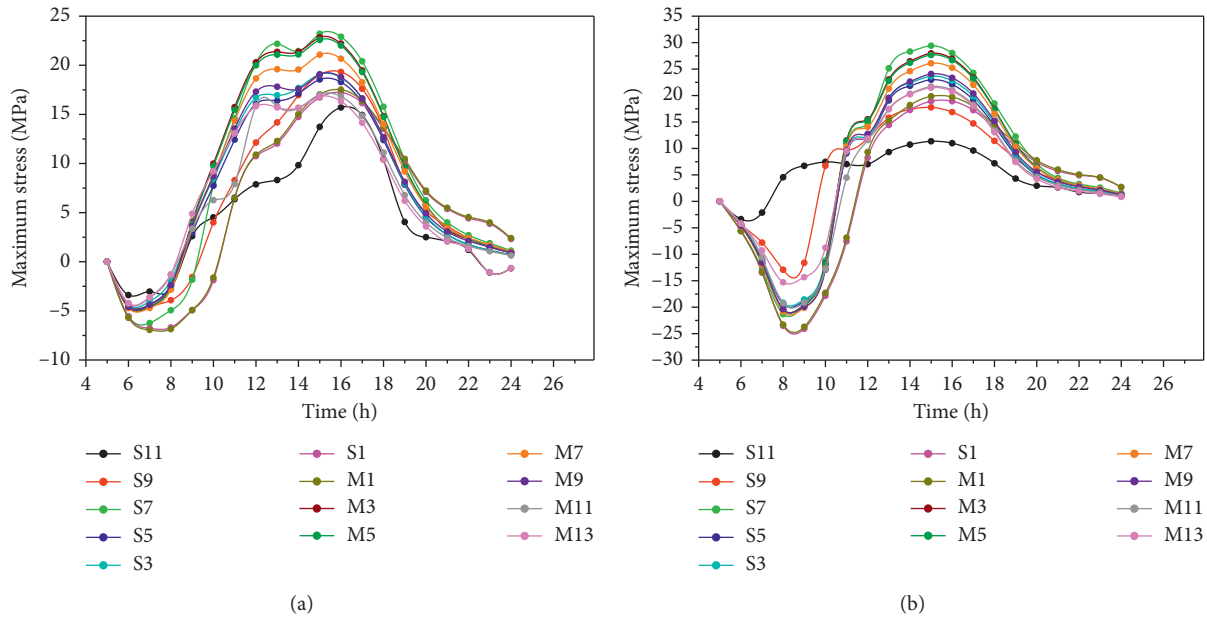 25
20
15
10
5
0
−5
−10
Maximum stress (MPa)
4 6 8 10 12 14 16 18 20 22 24 26
Time (h)
S11 S1 M7
S9 M1 M9
S7 M3 M11
S5 M5 M13
S3
(a)
35
30
25
20
15
10
5
0
−5
−10
−15
−20
−25
−30
Maximum stress (MPa)
4 6 8 10 12 14 16 18 20 22 24 26
Time (h)
S11 S1 M7
S9 M1 M9
S7 M3 M11
S5 M5 M13
S3
(b)